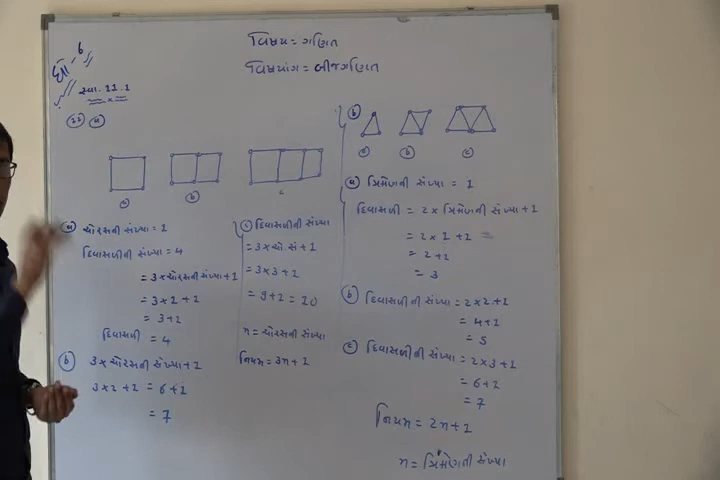 વિષય = ગણિત
વિષયાંગ = બીજગણિત
ધો - 6
સ્વા. 11.1
11 a
a
b
c
a ચોરસની સંખ્યા = 1
દિવાસળીની સંખ્યા = 4
= 3 x ચોરસની સંખ્યા + 1
= 3 x 1 + 1
= 3 + 1
દિવાસળી = 4
b 3 x ચોરસની સંખ્યા + 1
3 x 2 + 1 = 6 + 1
= 7
c દિવાસળીની સંખ્યા
= 3 x ચો. સં + 1
= 3 x 3 + 1
= 9 + 1 = 10
n = ચોરસની સંખ્યા
નિયમ = 3n + 1
b
a
b
c
a ત્રિકોણની સંખ્યા = 1
દિવાસળી = 2 x ત્રિકોણની સંખ્યા + 1
= 2 x 1 + 1 =
= 2 + 1
= 3
b દિવાસળીની સંખ્યા = 2 x 2 + 1
= 4 + 1
= 5
c દિવાસળીની સંખ્યા = 2 x 3 + 1
= 6 + 1
= 7
નિયમ = 2n + 1
n = ત્રિકોણની સંખ્યા